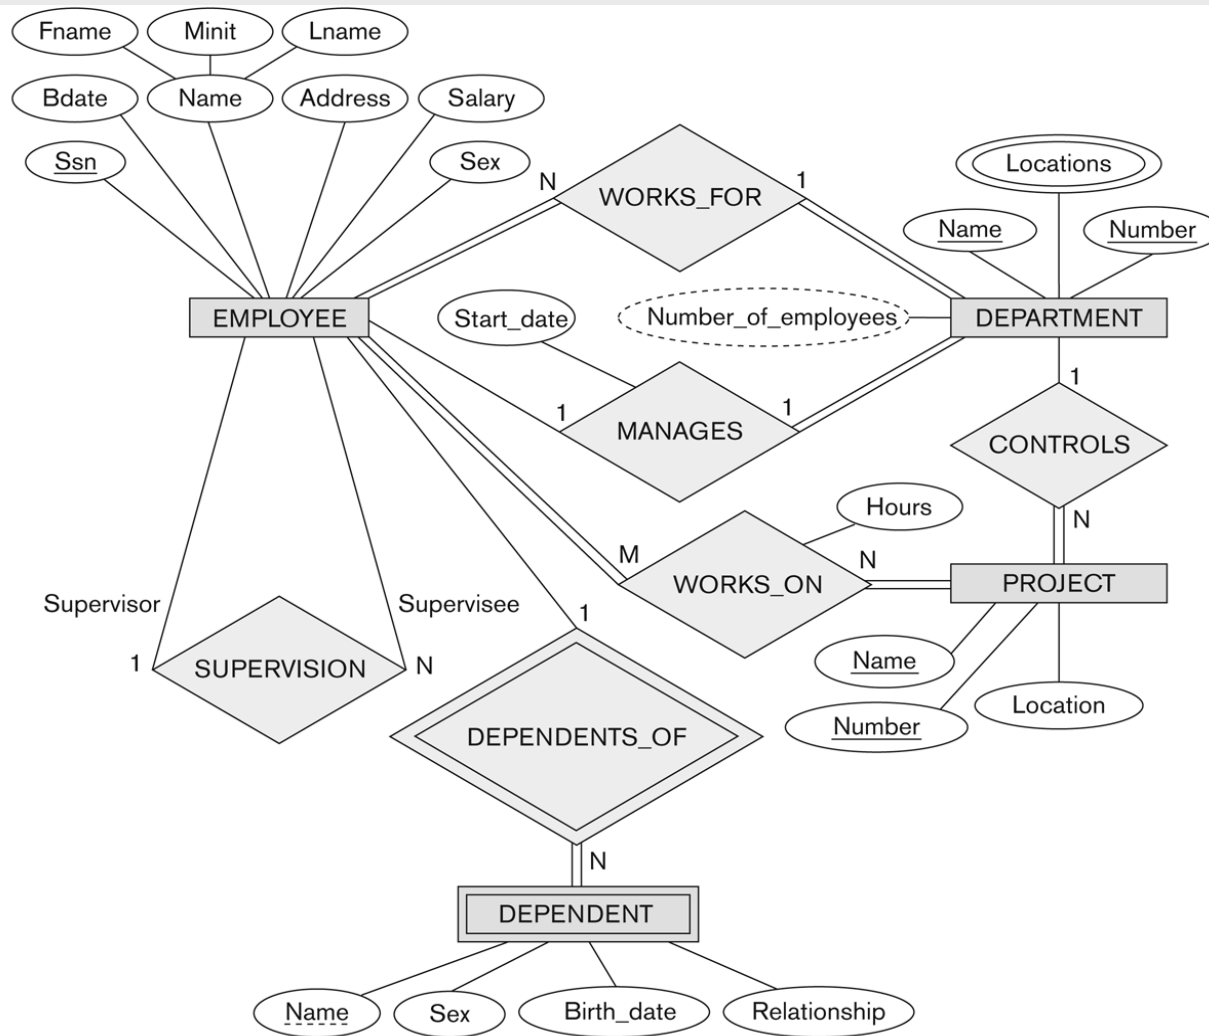 Fname
Minit
Lname
Bdate
Name
Address
Salary
Ssn
Sex
N
WORKS_FOR
1
Locations
Name
Number
EMPLOYEE
Start_date
Number_of_employees
DEPARTMENT
1
MANAGES
1
1
CONTROLS
N
Hours
M
WORKS_ON
N
PROJECT
Supervisor
Supervisee
1
SUPERVISION
N
1
Name
Number
Location
DEPENDENTS_OF
N
DEPENDENT
Name
Sex
Birth_date
Relationship